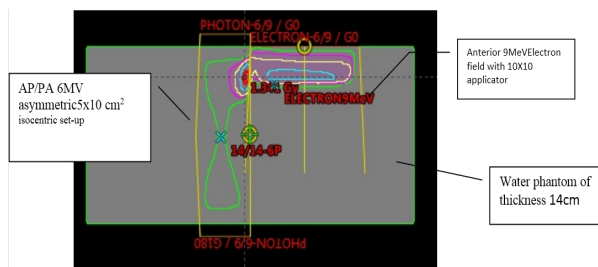 PHOTON-6/9 / G0
ELECTRON-6/9 / G0
Anterior 9MeVElectron
field with 10X10
applicator
AP/PA 6MV
asymmetric5x10 cm²
isocentric set-up
ELECTRON9MeV
14/14-6P
Water phantom of
thickness 14cm
PHOTON-6/9 / G180